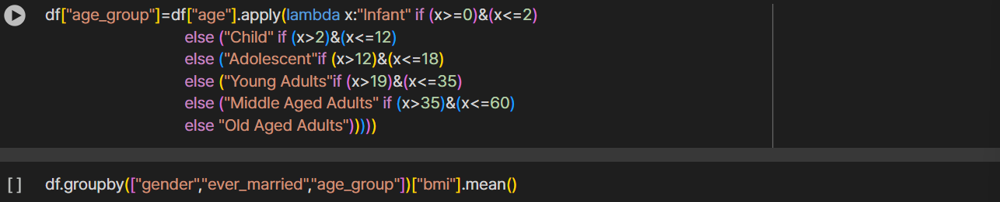 df["age_group"]=df["age"].apply(lambda x:"Infant" if (x>=0)&(x<=2)
else ("Child" if (x>2)&(x<=12)
else ("Adolescent"if (x>12)&(x<=18)
else ("Young Adults"if (x>19)&(x<=35)
else ("Middle Aged Adults" if (x>35)&(x<=60)
else "Old Aged Adults")))))
[ ] df.groupby(["gender","ever_married","age_group"])["bmi"].mean()